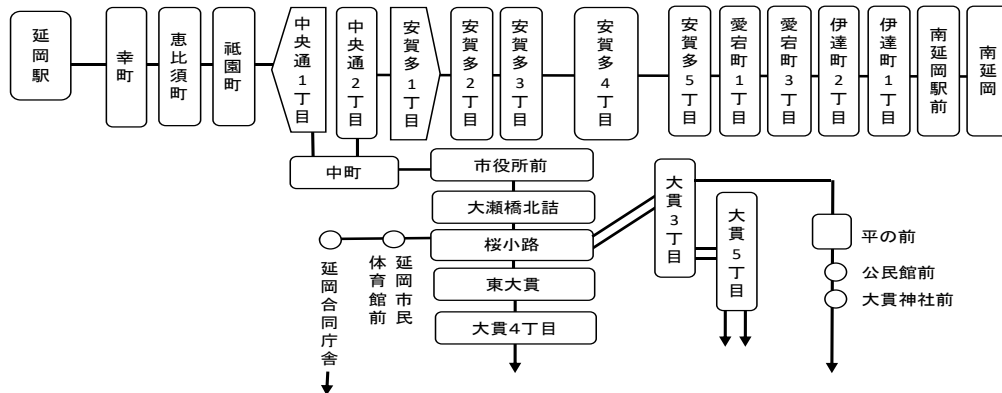 延岡駅
幸町
恵比須町
祗園町
中央通1丁目
中央通2丁目
安賀多1丁目
安賀多2丁目
安賀多3丁目
安賀多4丁目
安賀多5丁目
愛宕町1丁目
愛宕町3丁目
伊達町2丁目
伊達町1丁目
南延岡駅前
南延岡
中町
市役所前
大瀬橋北詰
桜小路
東大貫
大貫4丁目
延岡市民
体育館前
延岡合同庁舎
大貫3丁目
大貫5丁目
平の前
公民館前
大貫神社前